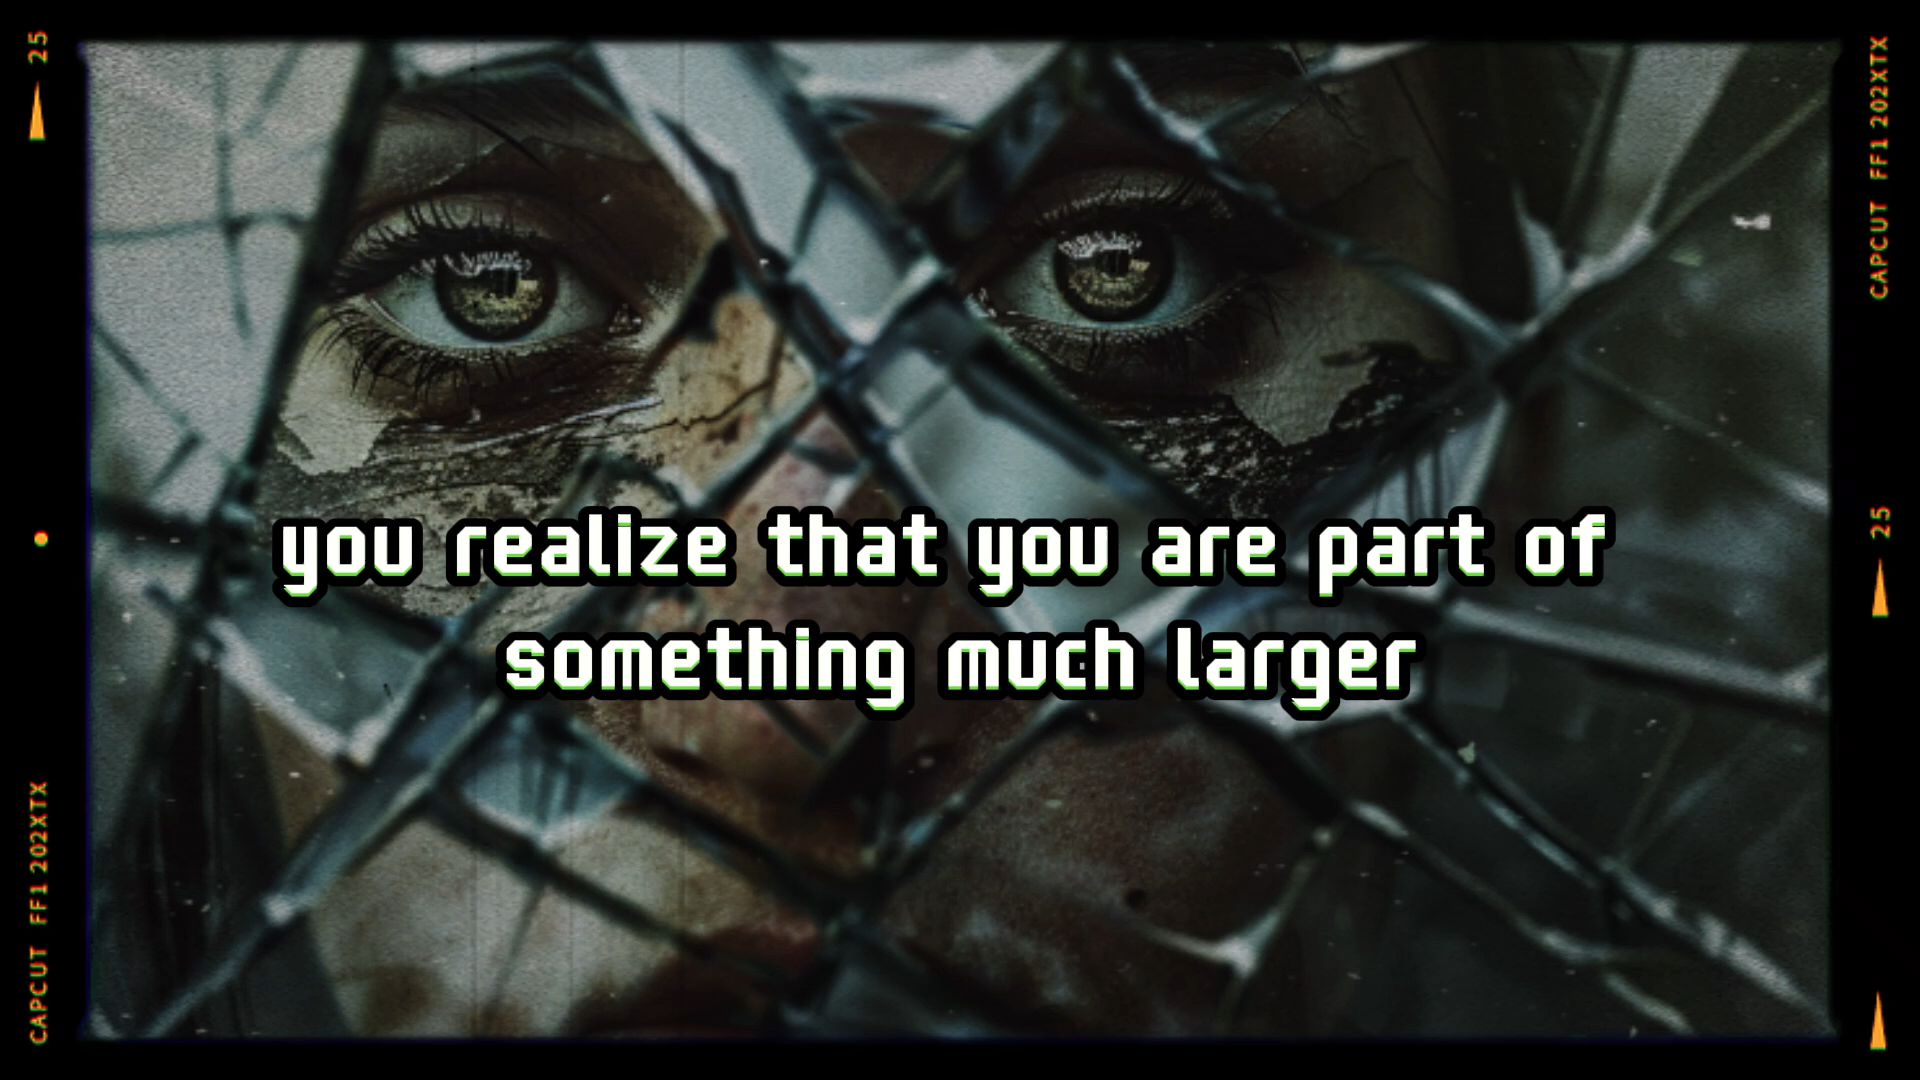 25
CAPCUT FF1 202XTX
you realize that you are part of
something much larger
25
CAPCUT FF1 202XTX